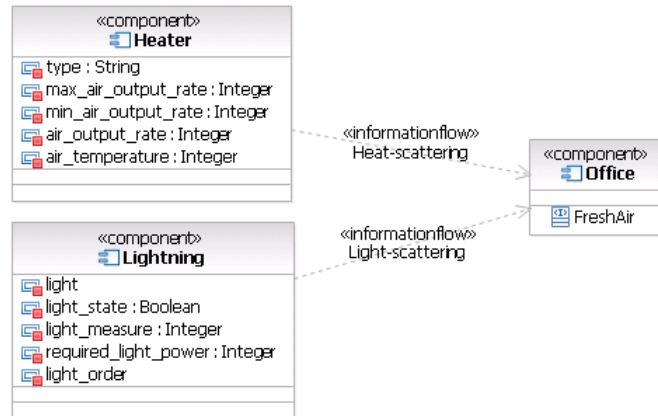 «component»
Heater
type : String
max_air_output_rate : Integer
min_air_output_rate : Integer
air_output_rate : Integer
air_temperature : Integer
«informationflow»
Heat-scattering
«component»
Office
FreshAir
«component»
Lightning
light
light_state : Boolean
light_measure : Integer
required_light_power : Integer
light_order
«informationflow»
Light-scattering